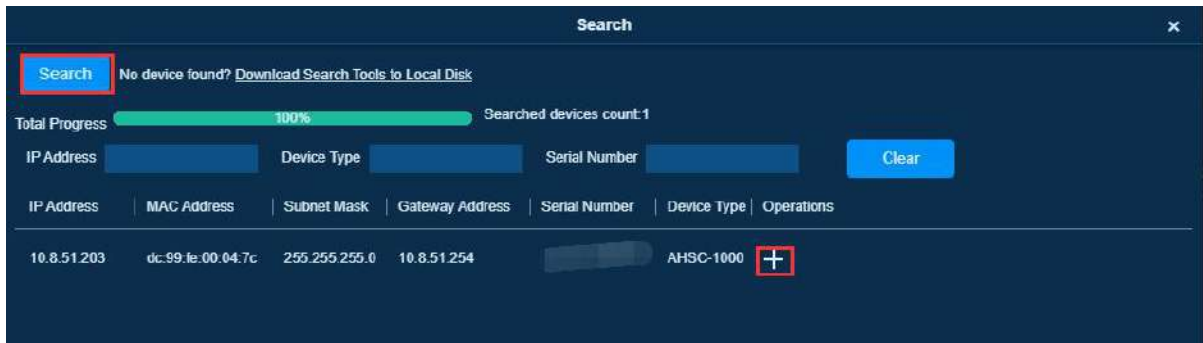 Search ×
Search No device found? Download Search Tools to Local Disk
Total Progress 100% Searched devices count:1
IP Address Device Type Serial Number Clear
IP Address MAC Address Subnet Mask Gateway Address Serial Number Device Type Operations
10.8.51.203 dc:99:fe:00:04:7c 255.255.255.0 10.8.51.254 AHSC-1000 +